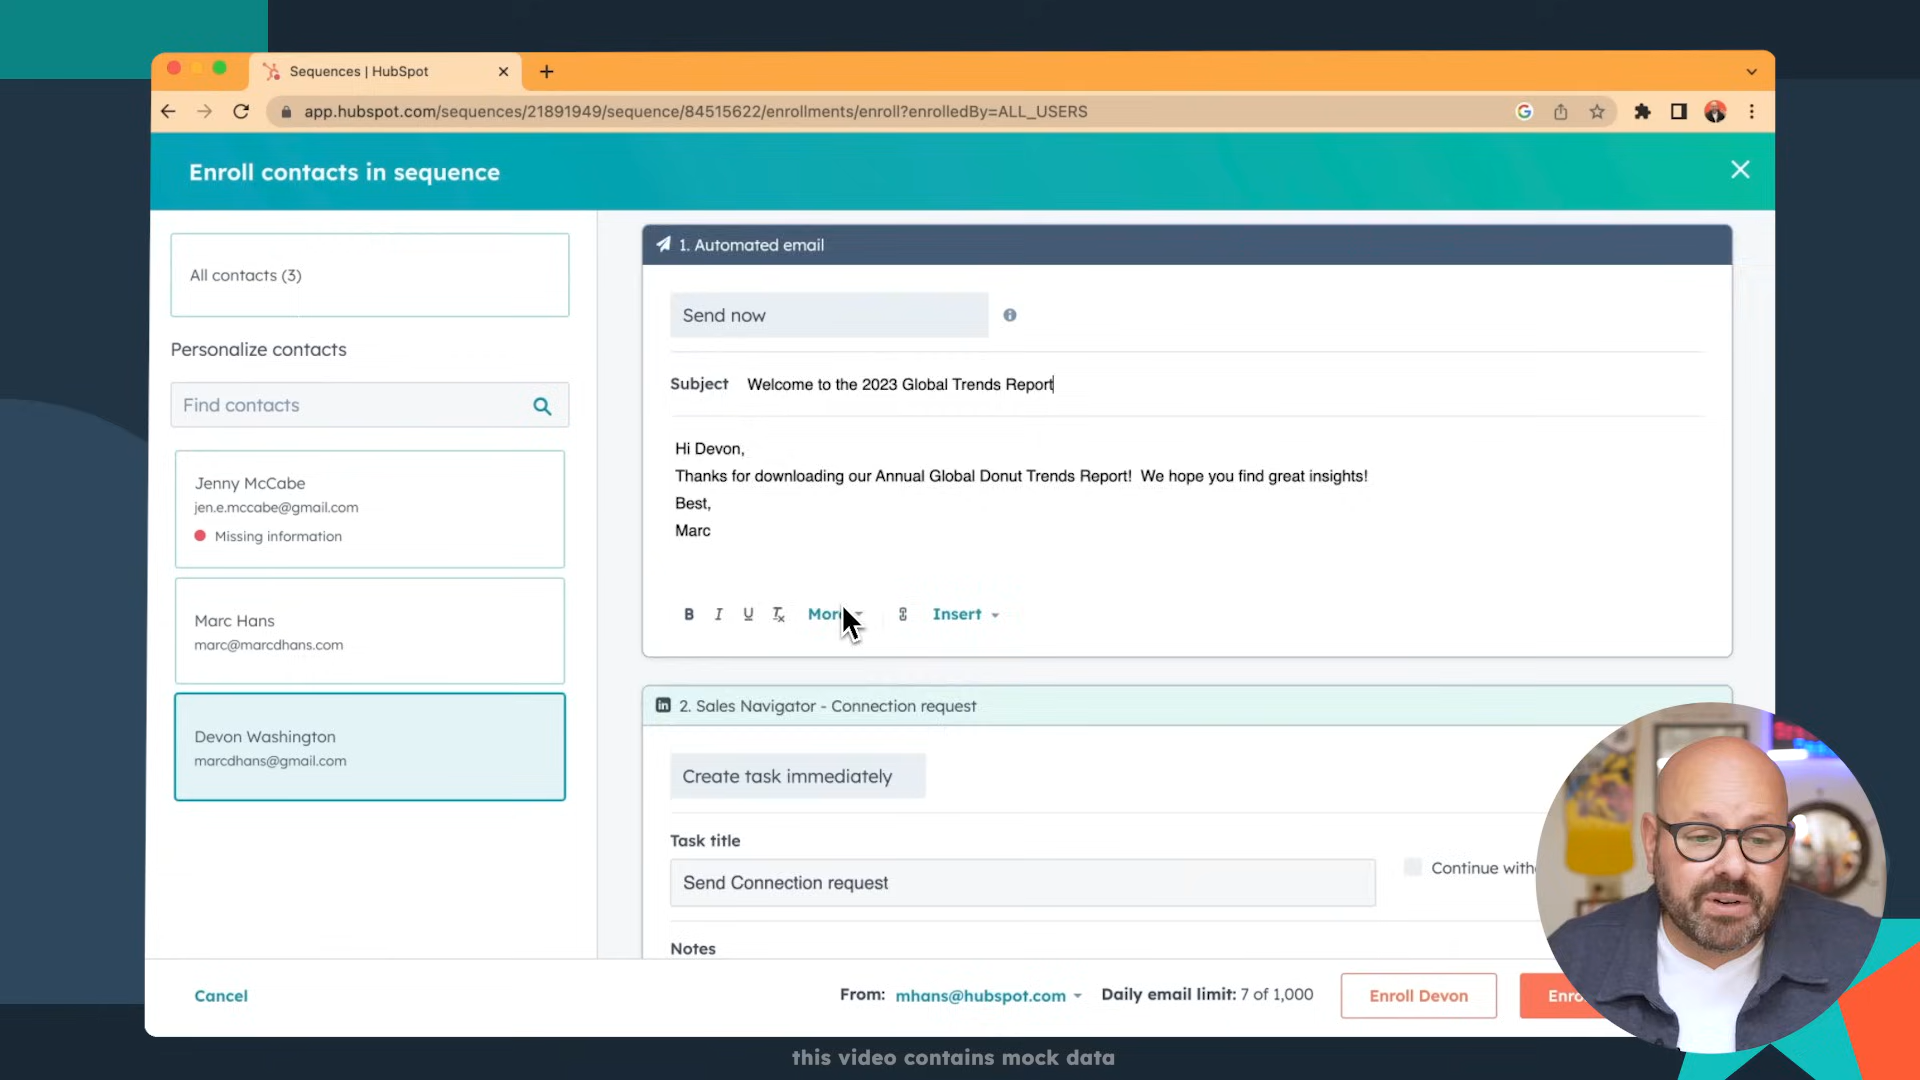 Sequences | HubSpot
app.hubspot.com/sequences/21891949/sequence/84515622/enrollments/enroll?enrolledBy=ALL_USERS
Enroll contacts in sequence
All contacts (3)
Personalize contacts
Find contacts
Jenny McCabe
jen.e.mccabe@gmail.com
Missing information
Marc Hans
marc@marcdhans.com
Devon Washington
marcdhans@gmail.com
1. Automated email
Send now
Subject Welcome to the 2023 Global Trends Report
Hi Devon,
Thanks for downloading our Annual Global Donut Trends Report! We hope you find great insights!
Best,
Marc
B I U Tx More Insert
in 2. Sales Navigator - Connection request
Create task immediately
Task title
Send Connection request
Continue
Notes
Cancel
From: mhans@hubspot.com Daily email limit: 7 of 1,000 Enroll Devon
this video contains mock data